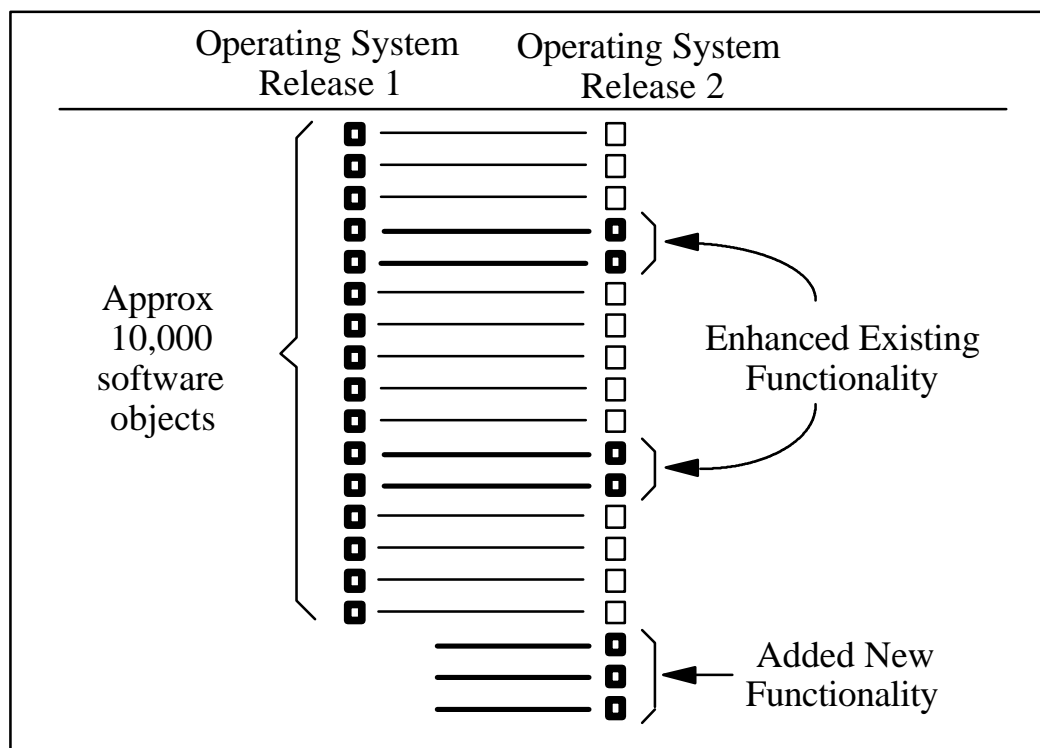 Operating System
Release 1
Operating System
Release 2
Approx
10,000
software
objects
Enhanced Existing
Functionality
Added New
Functionality